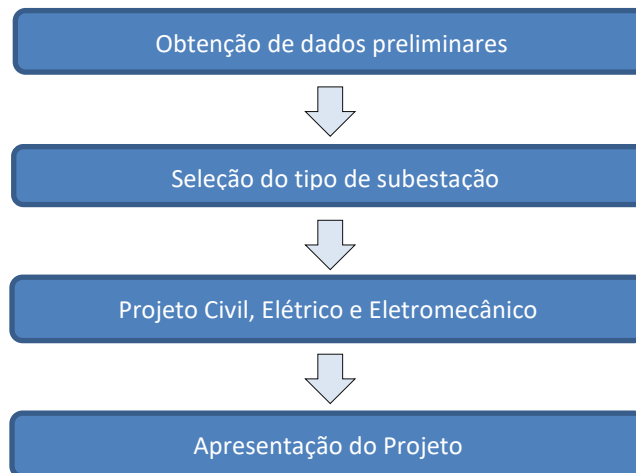 Obtenção de dados preliminares
Seleção do tipo de subestação
Projeto Civil, Elétrico e Eletromecânico
Apresentação do Projeto